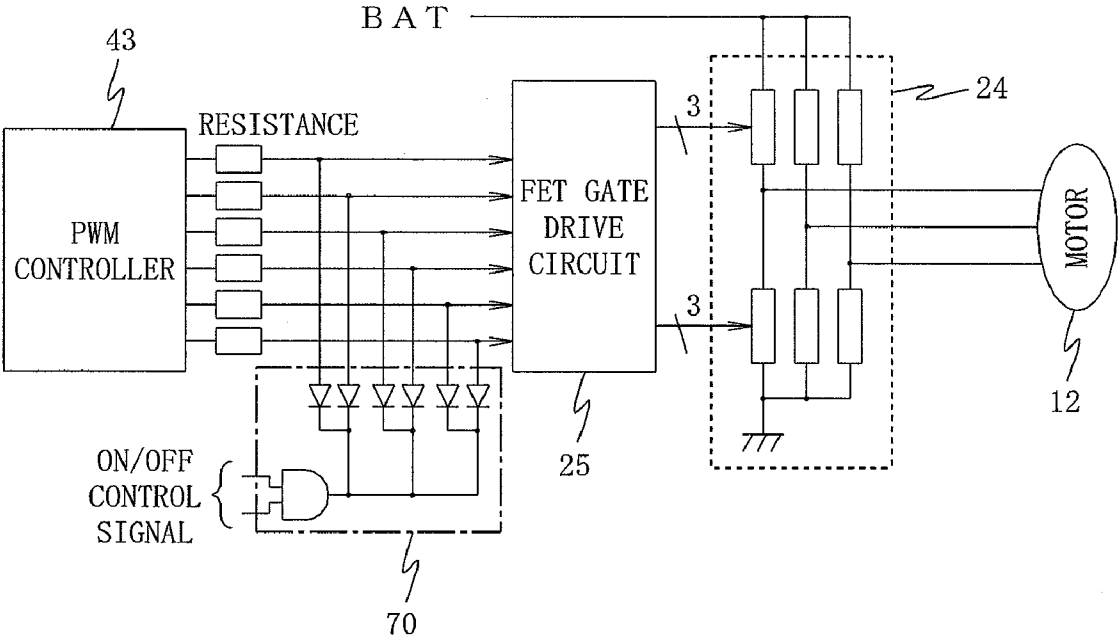 BAT
43
24
RESISTANCE
3
PWM
CONTROLLER
FET GATE
DRIVE
CIRCUIT
MOTOR
3
12
25
ON/OFF
CONTROL
SIGNAL
70